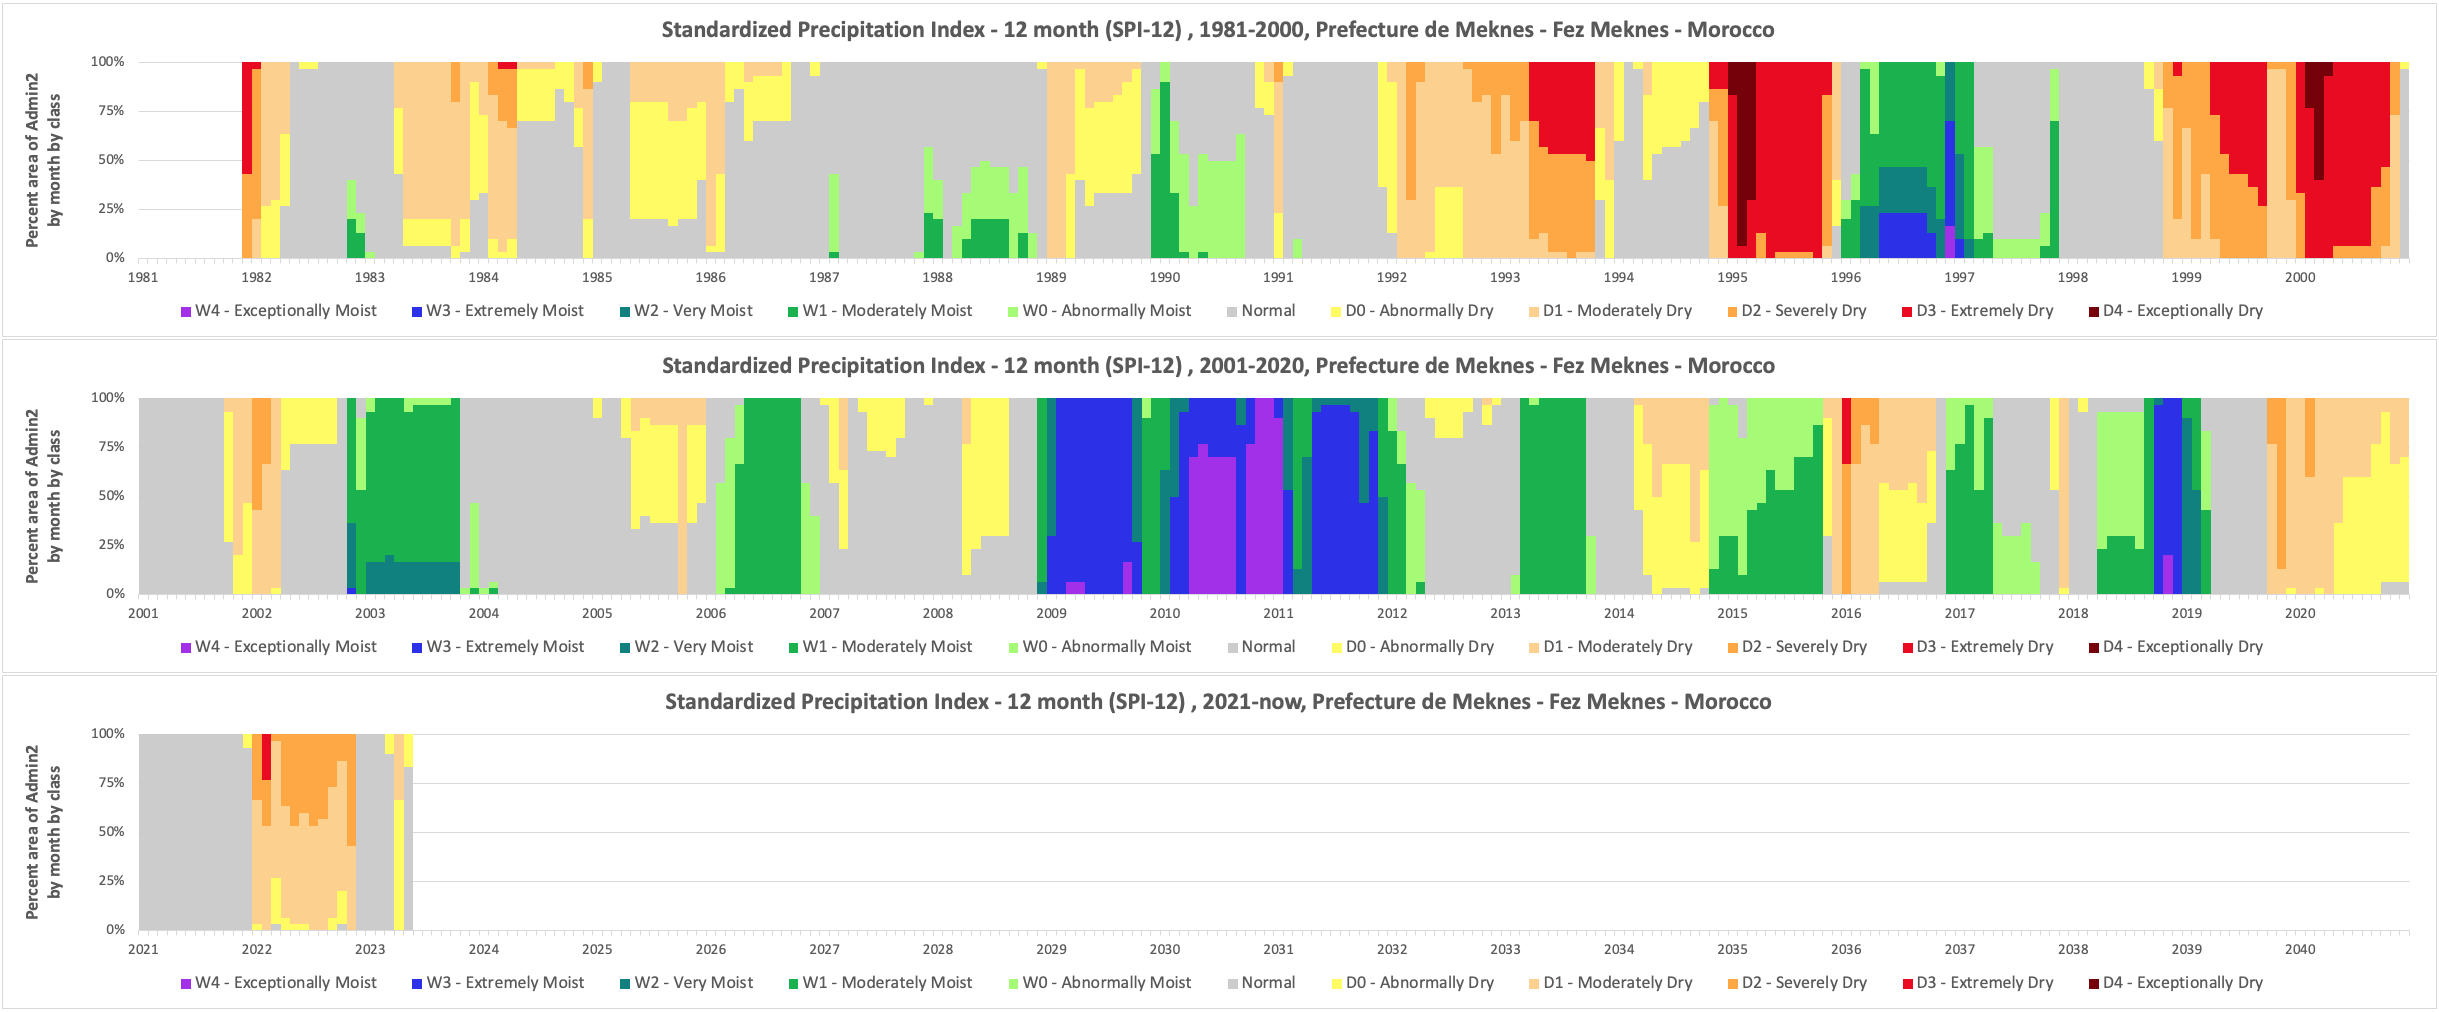 Standardized Precipitation Index - 12 month (SPI-12) , 1981-2000, Prefecture de Meknes - Fez Meknes - Morocco
Percent area of Admin2
by month by class
100%
75%
50%
25%
0%
1981 1982 1983 1984 1985 1986 1987 1988 1989 1990 1991 1992 1993 1994 1995 1996 1997 1998 1999 2000
W4 - Exceptionally Moist W3 - Extremely Moist W2 - Very Moist W1 - Moderately Moist W0 - Abnormally Moist Normal D0 - Abnormally Dry D1 - Moderately Dry D2 - Severely Dry D3 - Extremely Dry D4 - Exceptionally Dry
Standardized Precipitation Index - 12 month (SPI-12) , 2001-2020, Prefecture de Meknes - Fez Meknes - Morocco
Percent area of Admin2
by month by class
100%
75%
50%
25%
0%
2001 2002 2003 2004 2005 2006 2007 2008 2009 2010 2011 2012 2013 2014 2015 2016 2017 2018 2019 2020
W4 - Exceptionally Moist W3 - Extremely Moist W2 - Very Moist W1 - Moderately Moist W0 - Abnormally Moist Normal D0 - Abnormally Dry D1 - Moderately Dry D2 - Severely Dry D3 - Extremely Dry D4 - Exceptionally Dry
Standardized Precipitation Index - 12 month (SPI-12) , 2021-now, Prefecture de Meknes - Fez Meknes - Morocco
Percent area of Admin2
by month by class
100%
75%
50%
25%
0%
2021 2022 2023 2024 2025 2026 2027 2028 2029 2030 2031 2032 2033 2034 2035 2036 2037 2038 2039 2040
W4 - Exceptionally Moist W3 - Extremely Moist W2 - Very Moist W1 - Moderately Moist W0 - Abnormally Moist Normal D0 - Abnormally Dry D1 - Moderately Dry D2 - Severely Dry D3 - Extremely Dry D4 - Exceptionally Dry